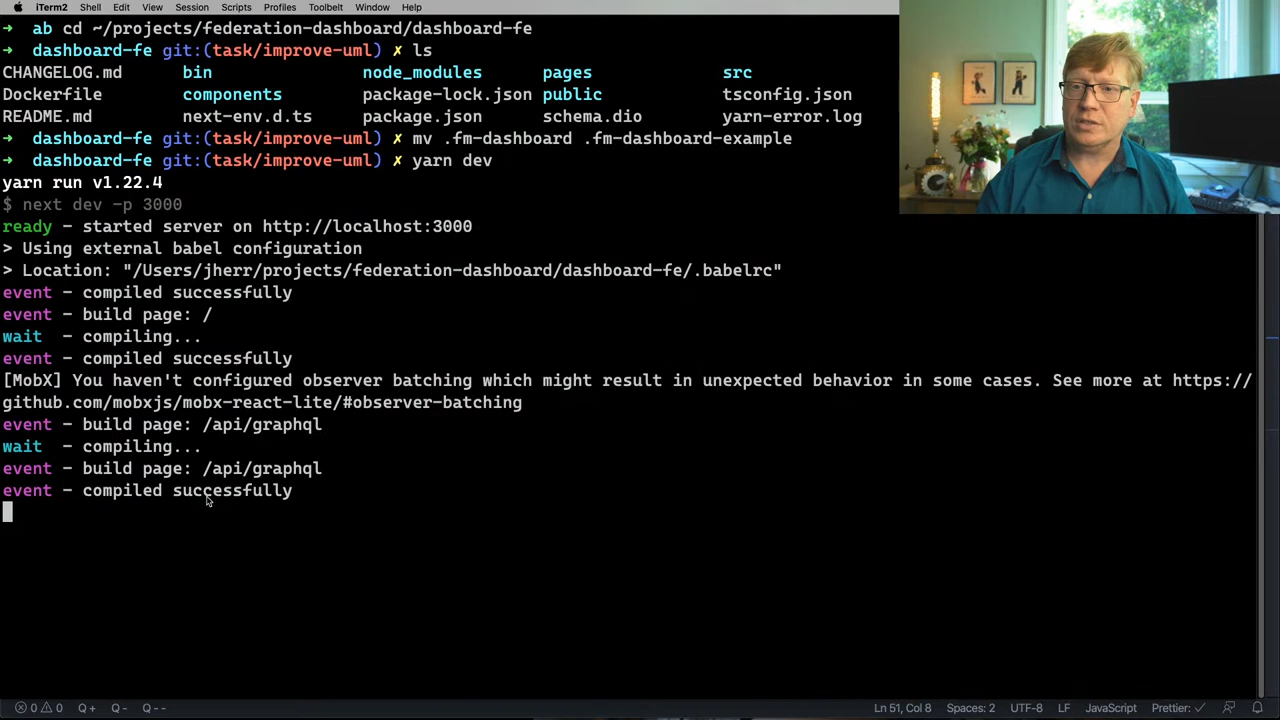 iTerm2 Shell Edit View Session Scripts Profiles Toolbelt Window Help
➜ ab cd ~/projects/federation-dashboard/dashboard-fe
➜ dashboard-fe git:(task/improve-uml) ✗ ls
CHANGELOG.md bin node_modules pages src
Dockerfile components package-lock.json public tsconfig.json
README.md next-env.d.ts package.json schema.dio yarn-error.log
➜ dashboard-fe git:(task/improve-uml) ✗ mv .fm-dashboard .fm-dashboard-example
➜ dashboard-fe git:(task/improve-uml) ✗ yarn dev
yarn run v1.22.4
$ next dev -p 3000
ready - started server on http://localhost:3000
> Using external babel configuration
> Location: "/Users/jherr/projects/federation-dashboard/dashboard-fe/.babelrc"
event - compiled successfully
event - build page: /
wait - compiling...
event - compiled successfully
[MobX] You haven't configured observer batching which might result in unexpected behavior in some cases. See more at https://
github.com/mobxjs/mobx-react-lite/#observer-batching
event - build page: /api/graphql
wait - compiling...
event - build page: /api/graphql
event - compiled successfully
0 0 Q+ Q- Q-- Ln 51, Col 8 Spaces: 2 UTF-8 LF JavaScript Prettier: ✓